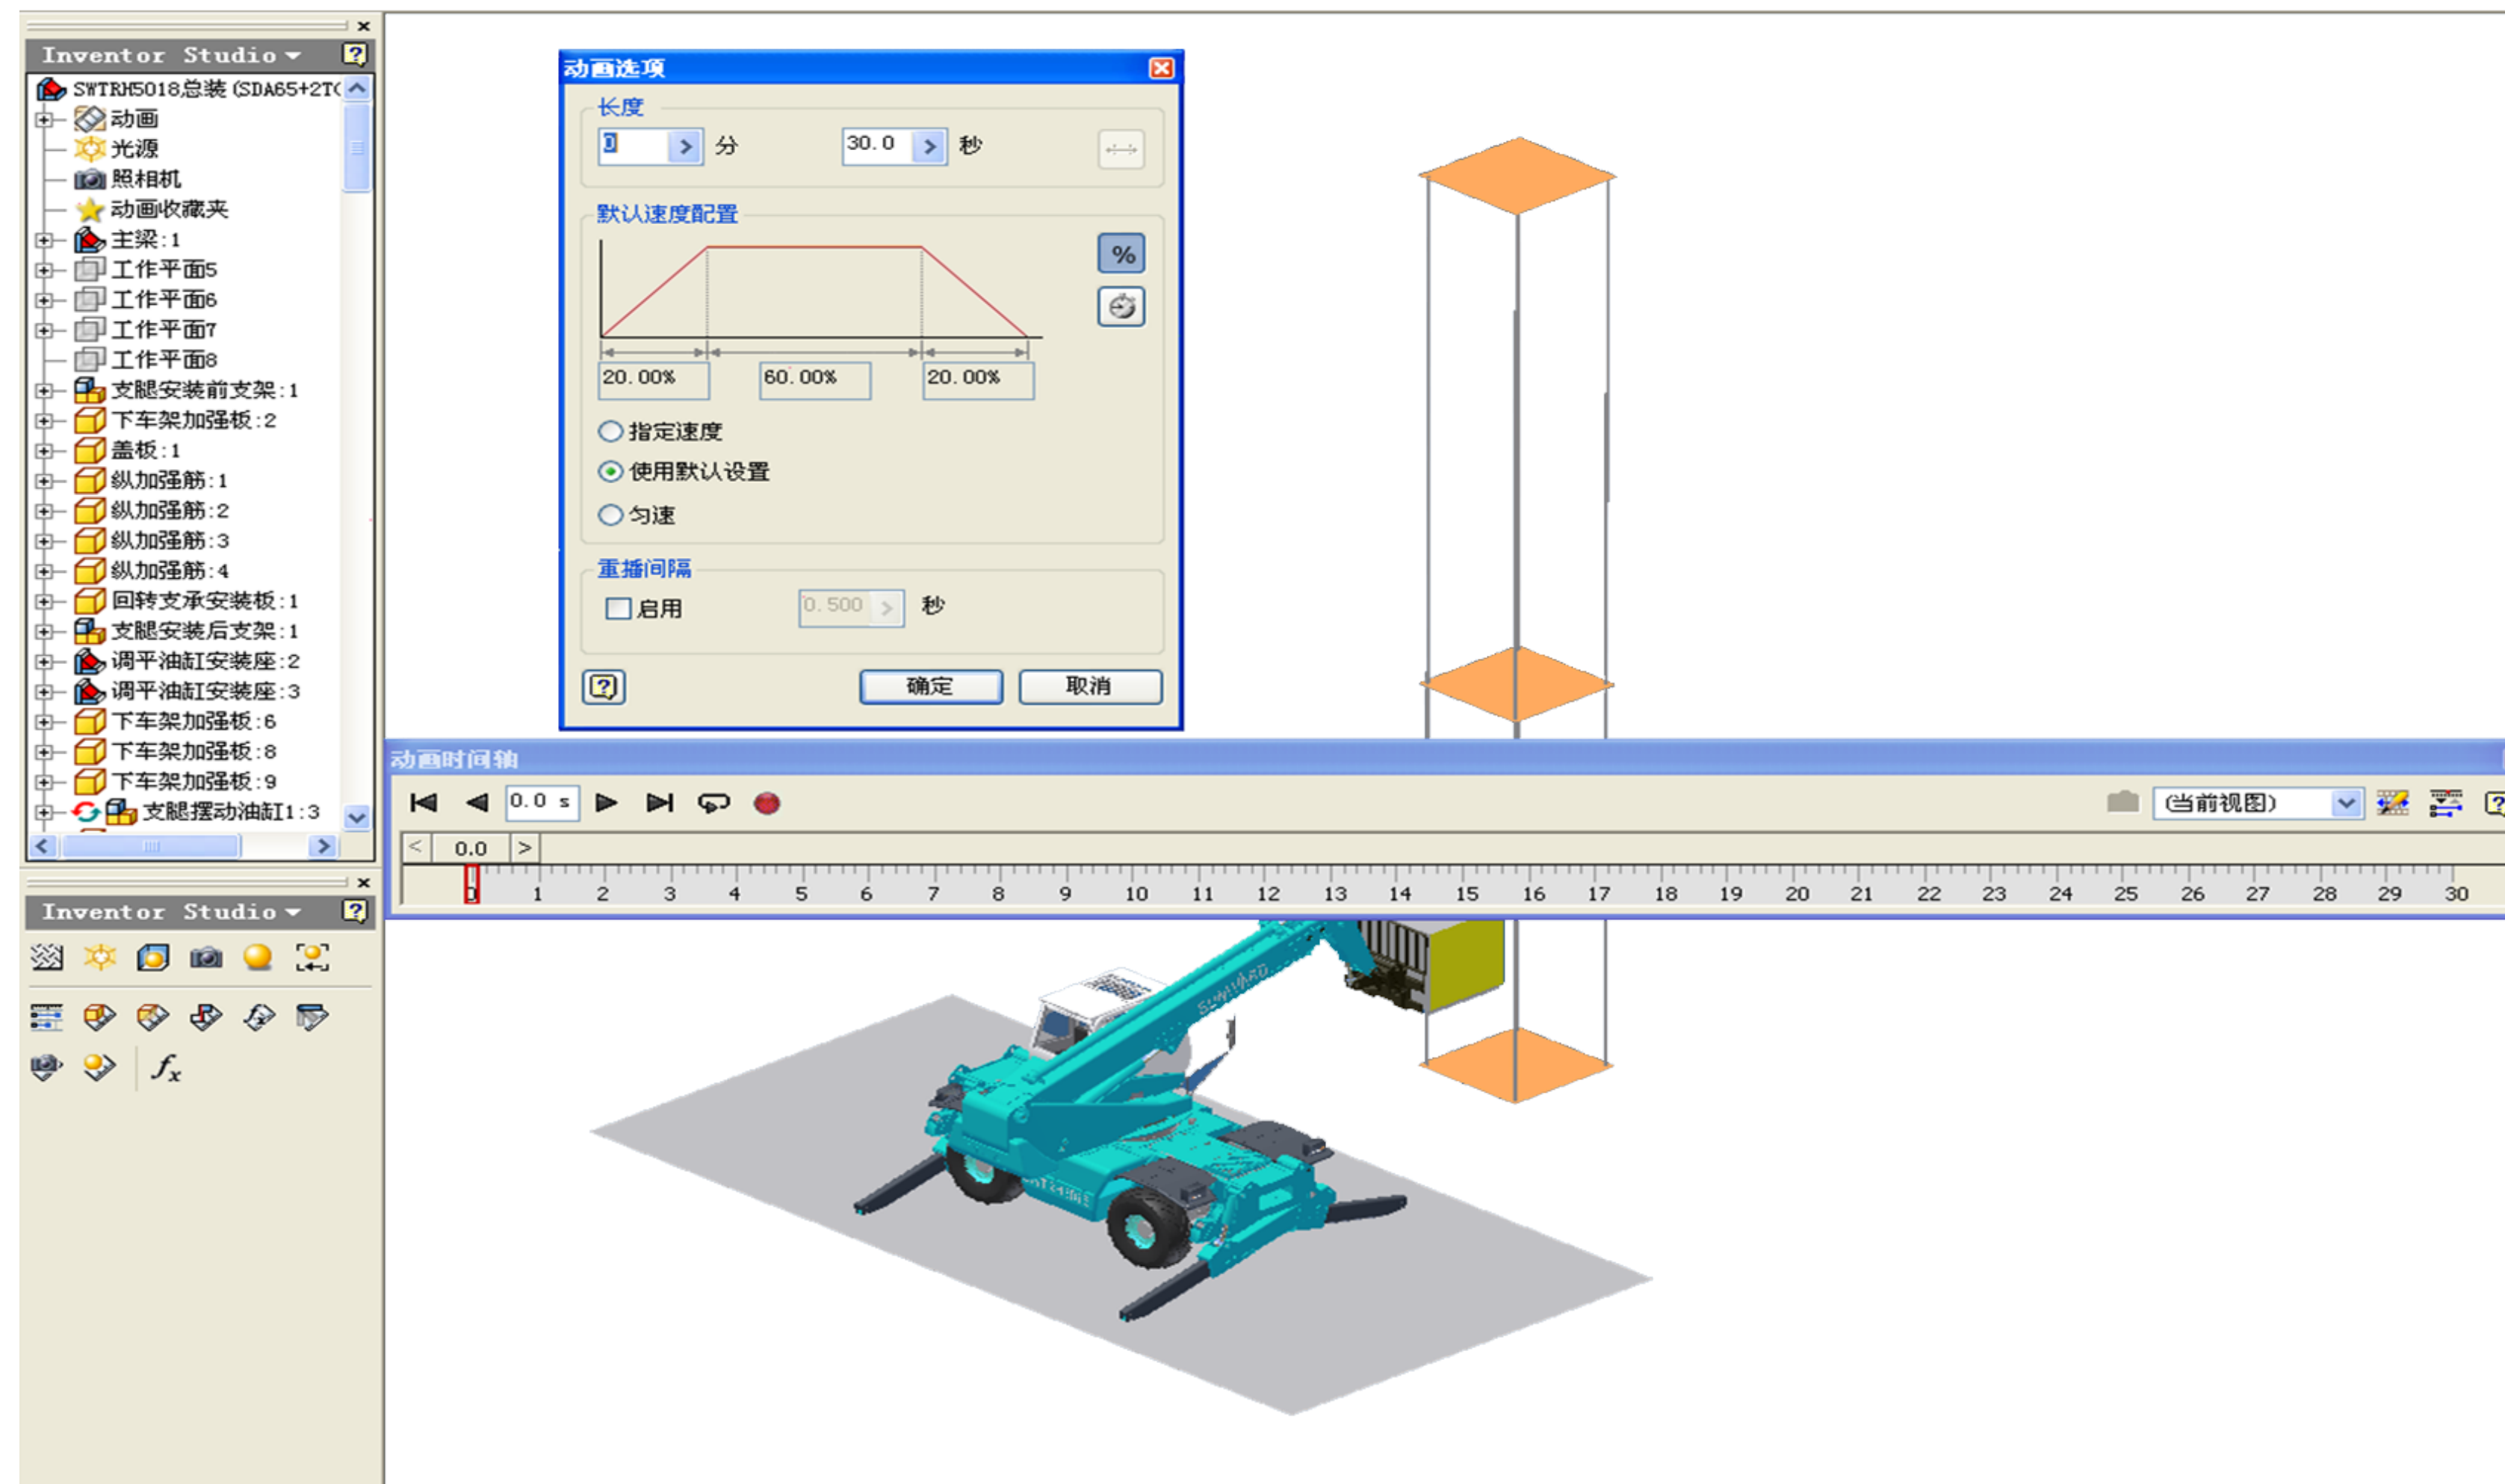 Inventor Studio
SWTRH5018总装(SDA65+2T
动画
光源
照相机
动画收藏夹
主梁:1
工作平面5
工作平面6
工作平面7
工作平面8
支腿安装前支架:1
下车架加强板:2
盖板:1
纵加强筋:1
纵加强筋:2
纵加强筋:3
纵加强筋:4
回转支承安装板:1
支腿安装后支架:1
调平油缸安装座:2
调平油缸安装座:3
下车架加强板:6
下车架加强板:8
下车架加强板:9
支腿摆动油缸1:3
Inventor Studio
fx
动画选项
长度
0 分 30.0 秒
默认速度配置
%
20.00% 60.00% 20.00%
指定速度
使用默认设置
匀速
重播间隔
启用 0.500 秒
确定 取消
动画时间轴
0.0 s (当前视图)
< 0.0 >
0 1 2 3 4 5 6 7 8 9 10 11 12 13 14 15 16 17 18 19 20 21 22 23 24 25 26 27 28 29 30
SUNWARD